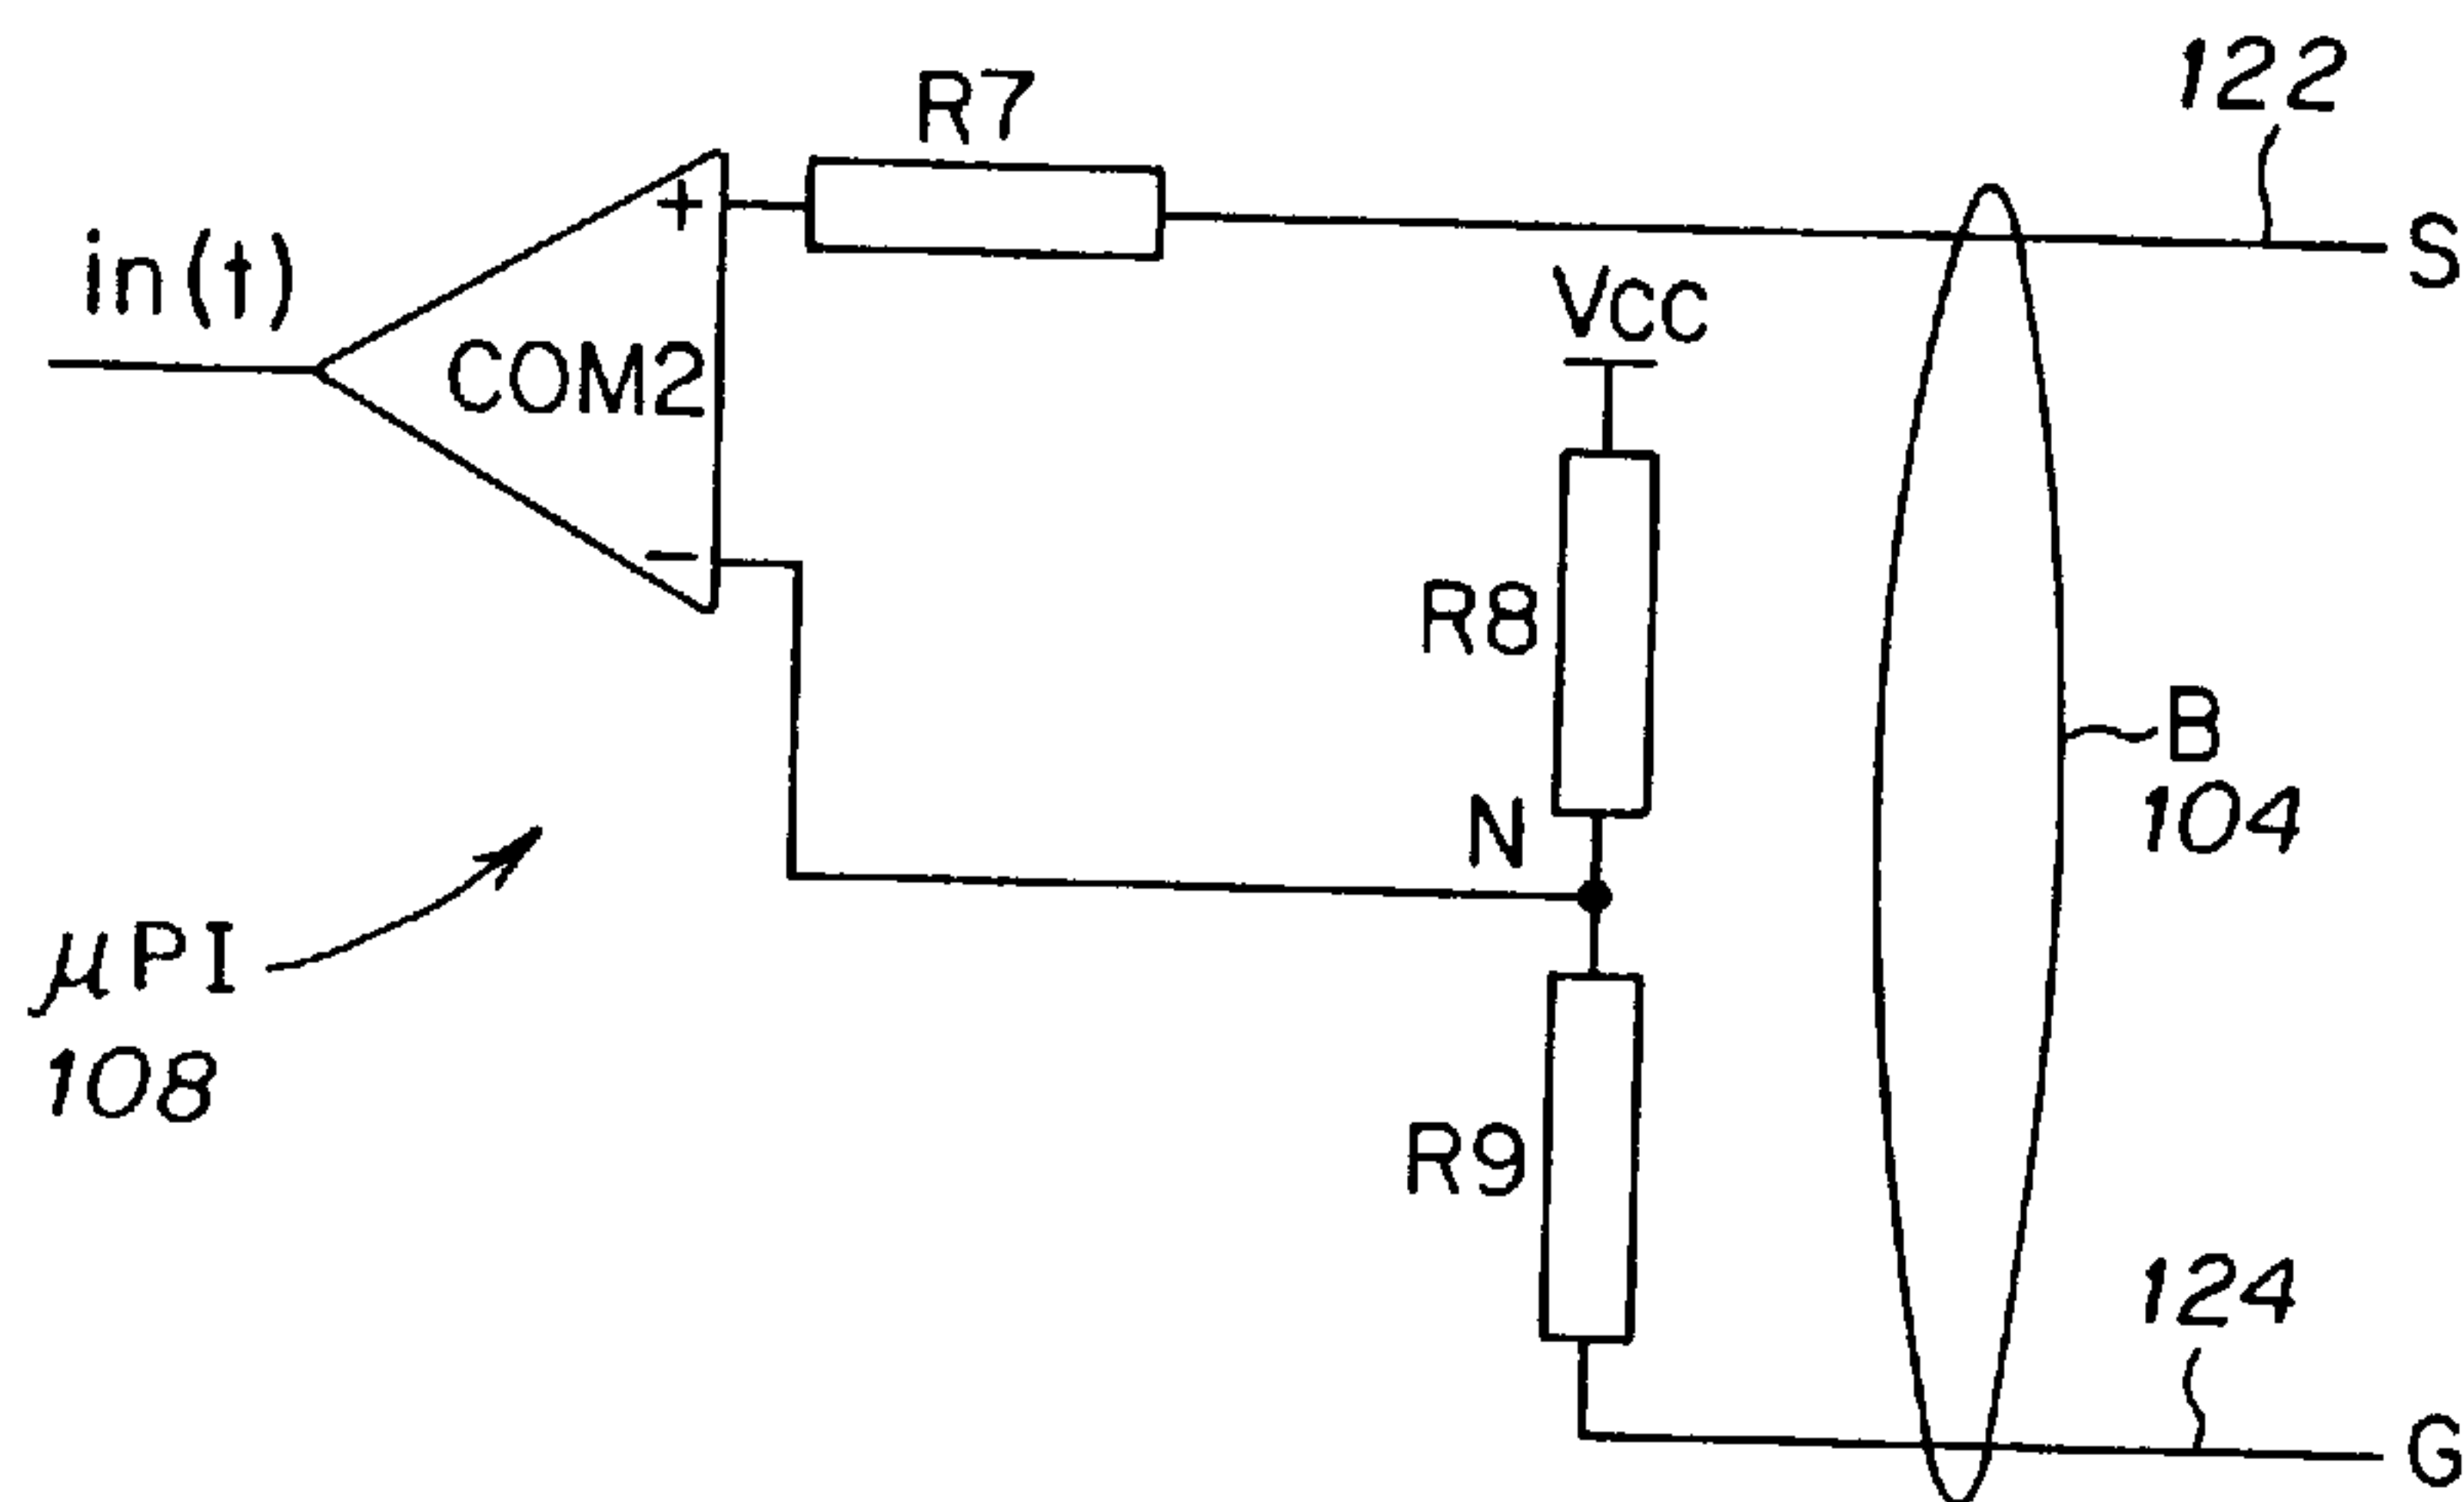 R7
122
in(t)
+
S
Vcc
COM2
−
R8
B
104
N
μPI
108
R9
124
G